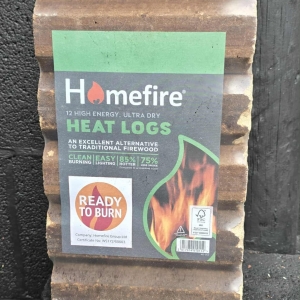 Homefire®
12 HIGH ENERGY, ULTRA DRY
HEAT LOGS
AN EXCELLENT ALTERNATIVE
TO TRADITIONAL FIREWOOD
CLEAN BURNING
EASY LIGHTING
85% HOTTER
75%
READY
TO BURN
FSC